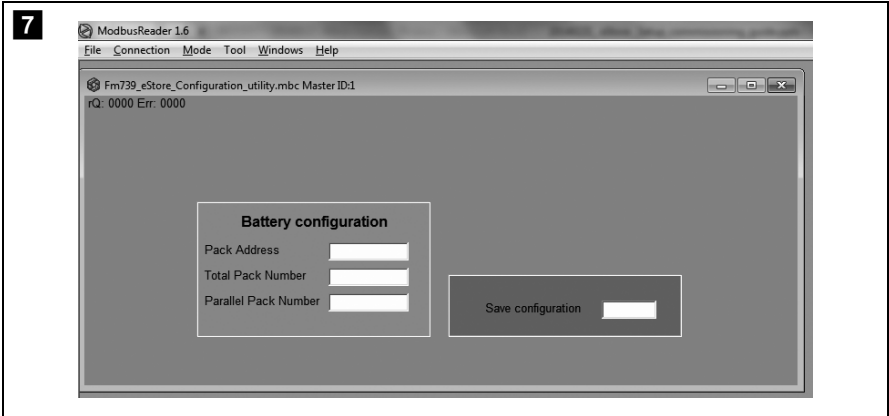 7
ModbusReader 1.6
File Connection Mode Tool Windows Help
Fm739_eStore_Configuration_utility.mbc Master ID:1
rQ: 0000 Err: 0000
Battery configuration
Pack Address
Total Pack Number
Parallel Pack Number
Save configuration